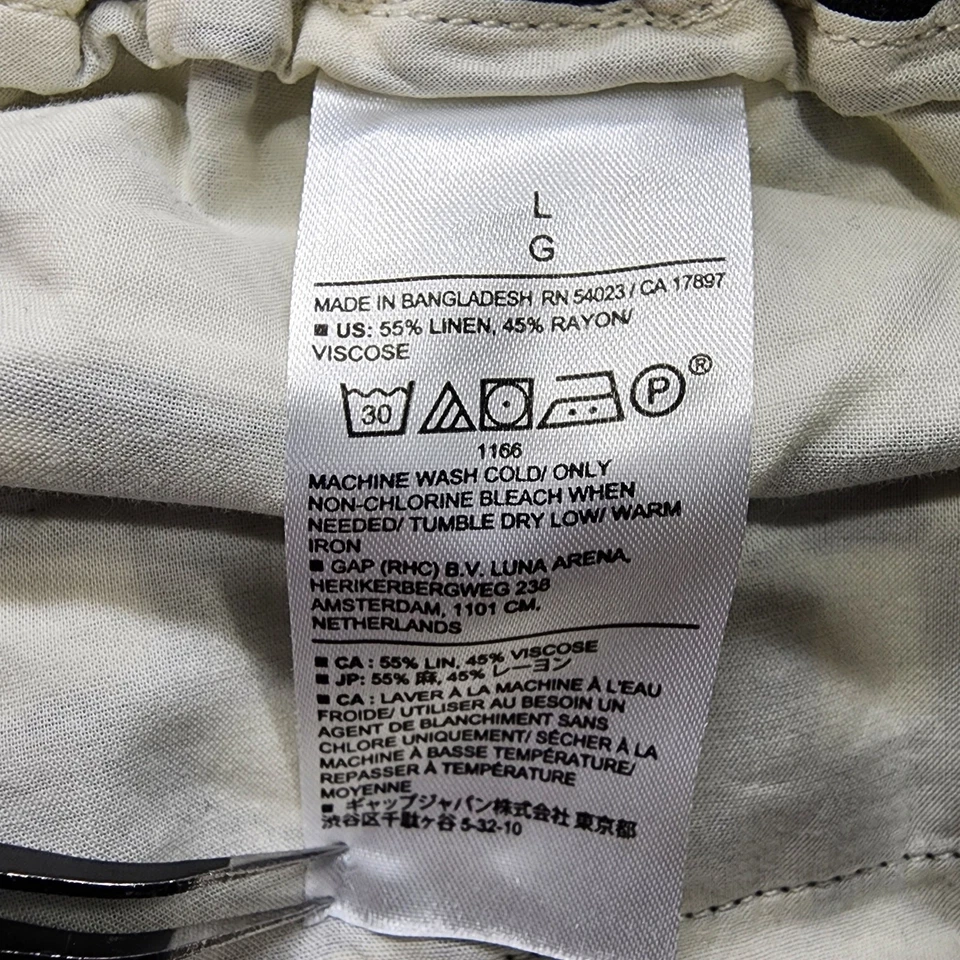 L
G
MADE IN BANGLADESH RN 54023 / CA 17897
US: 55% LINEN, 45% RAYON/
VISCOSE
30 P ®
1166
MACHINE WASH COLD/ ONLY
NON-CHLORINE BLEACH WHEN
NEEDED/ TUMBLE DRY LOW/ WARM
IRON
GAP (RHC) B.V. LUNA ARENA,
HERIKERBERGWEG 238
AMSTERDAM, 1101 CM,
NETHERLANDS
CA : 55% LIN, 45% VISCOSE
JP: 55% 麻, 45% レーヨン
CA : LAVER À LA MACHINE À L'EAU
FROIDE/ UTILISER AU BESOIN UN
AGENT DE BLANCHIMENT SANS
CHLORE UNIQUEMENT/ SÉCHER À LA
MACHINE À BASSE TEMPÉRATURE/
REPASSER À TEMPÉRATURE
MOYENNE
ギャップジャパン株式会社 東京都
渋谷区千駄ヶ谷 5-32-10